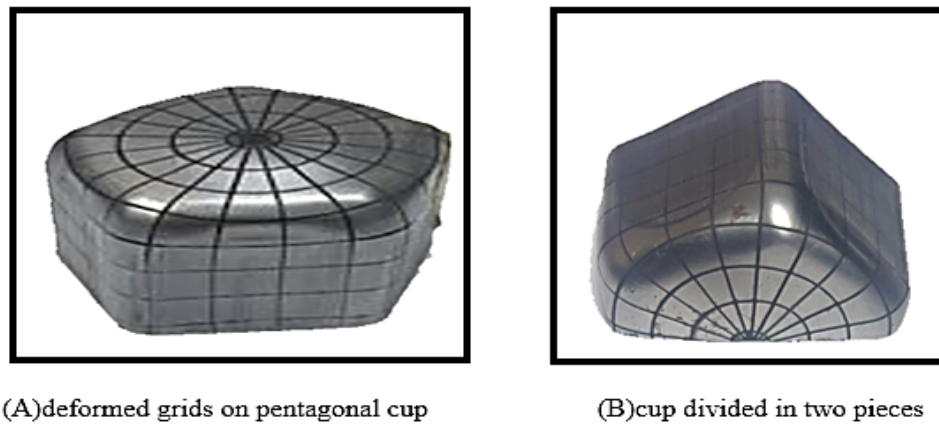 (A)deformed grids on pentagonal cup
(B)cup divided in two pieces